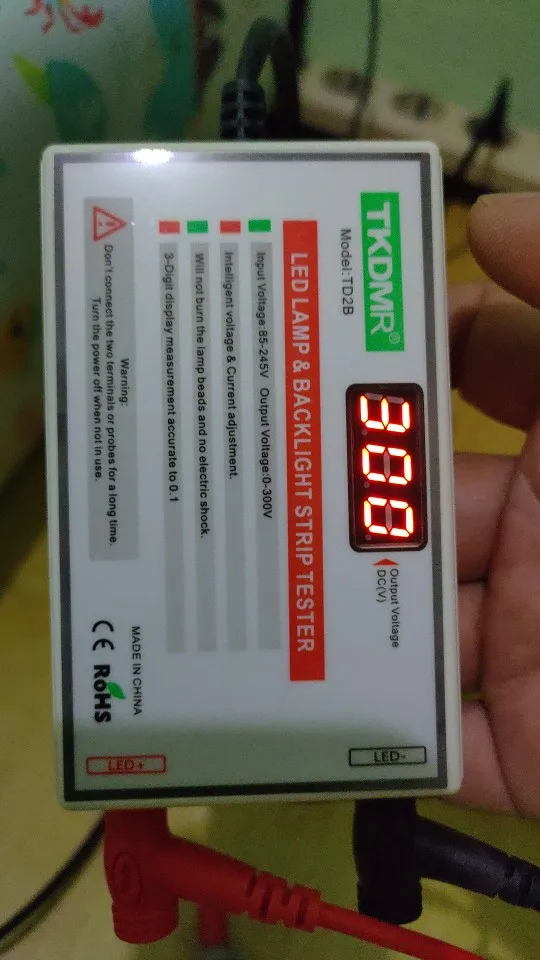 TKDMR®
Model:TD2B
300
Output Voltage
DC(V)
LED LAMP & BACKLIGHT STRIP TESTER
Input Voltage:85-245V Output Voltage:0-300V
Intelligent voltage & Current adjustment.
Will not burn the lamp beads and no electric shock.
3-Digit display measurement accurate to 0.1
Warning:
Don't connect the two terminals or probes for a long time.
Turn the power off when not in use.
MADE IN CHINA
CE RoHS
LED-
LED+